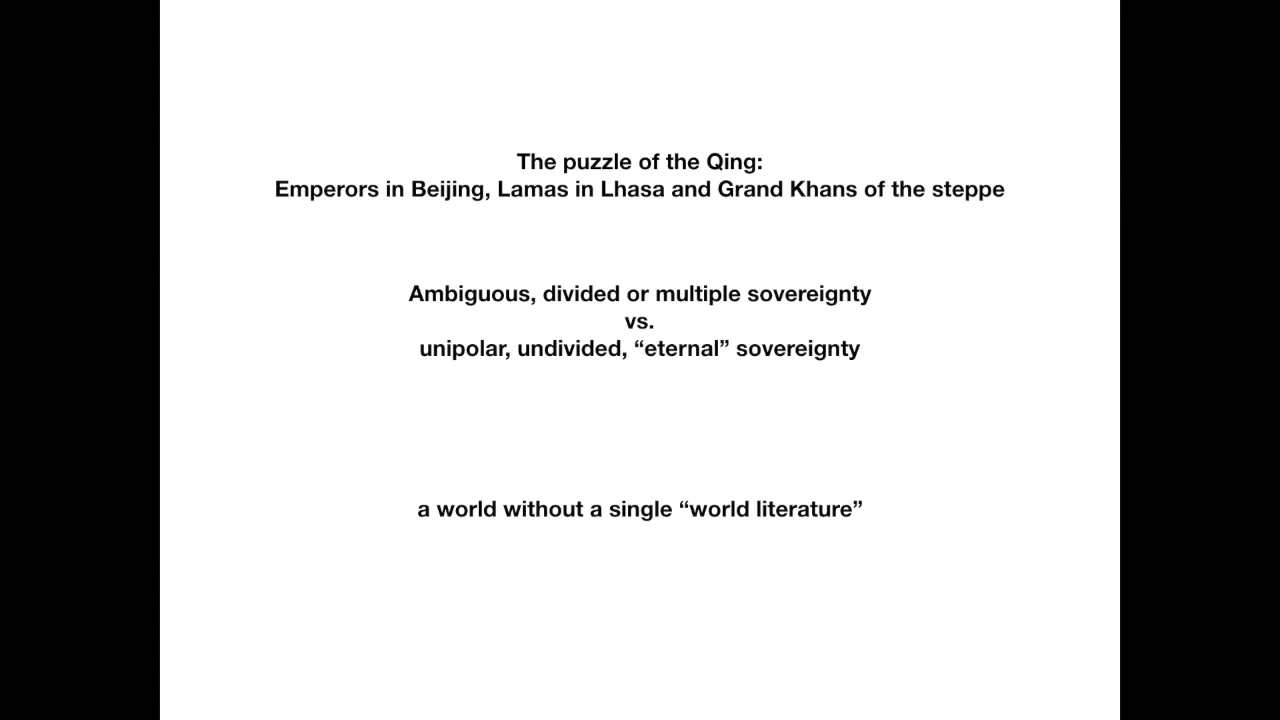 The puzzle of the Qing:
Emperors in Beijing, Lamas in Lhasa and Grand Khans of the steppe
Ambiguous, divided or multiple sovereignty
vs.
unipolar, undivided, “eternal” sovereignty
a world without a single “world literature”